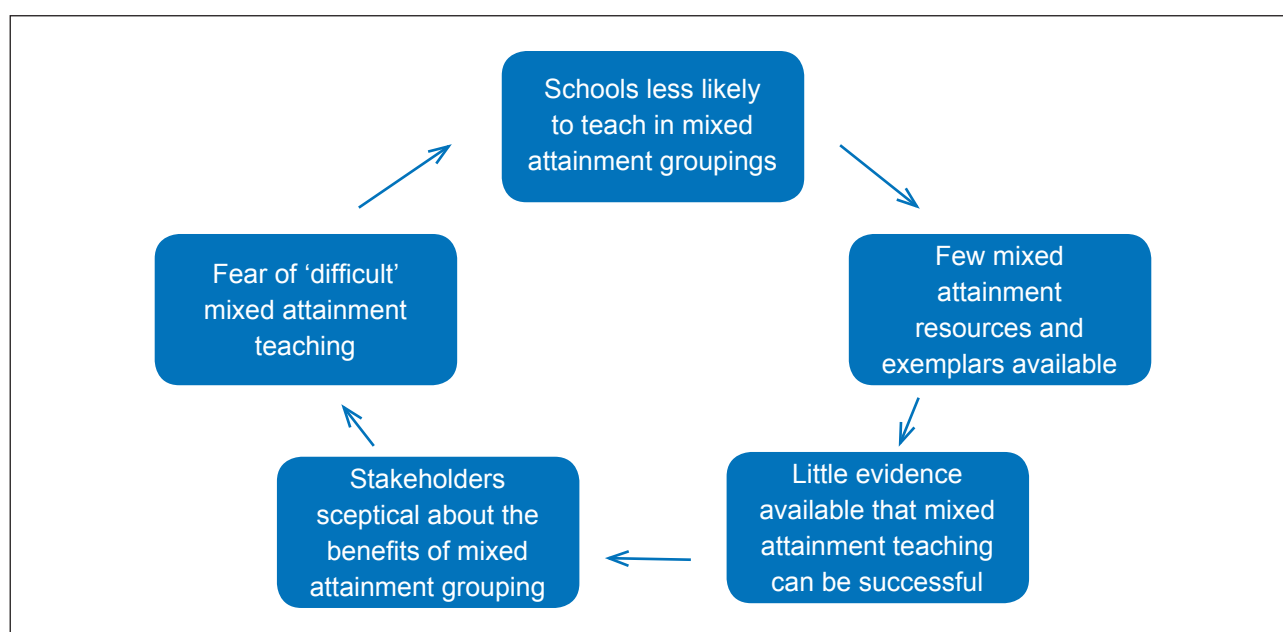 Schools less likely
to teach in mixed
attainment groupings
Few mixed
attainment
resources and
exemplars available
Little evidence
available that mixed
attainment teaching
can be successful
Stakeholders
sceptical about the
benefits of mixed
attainment grouping
Fear of ‘difficult’
mixed attainment
teaching